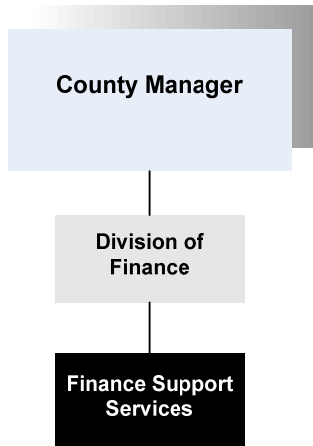 County Manager
Division of
Finance
Finance Support
Services